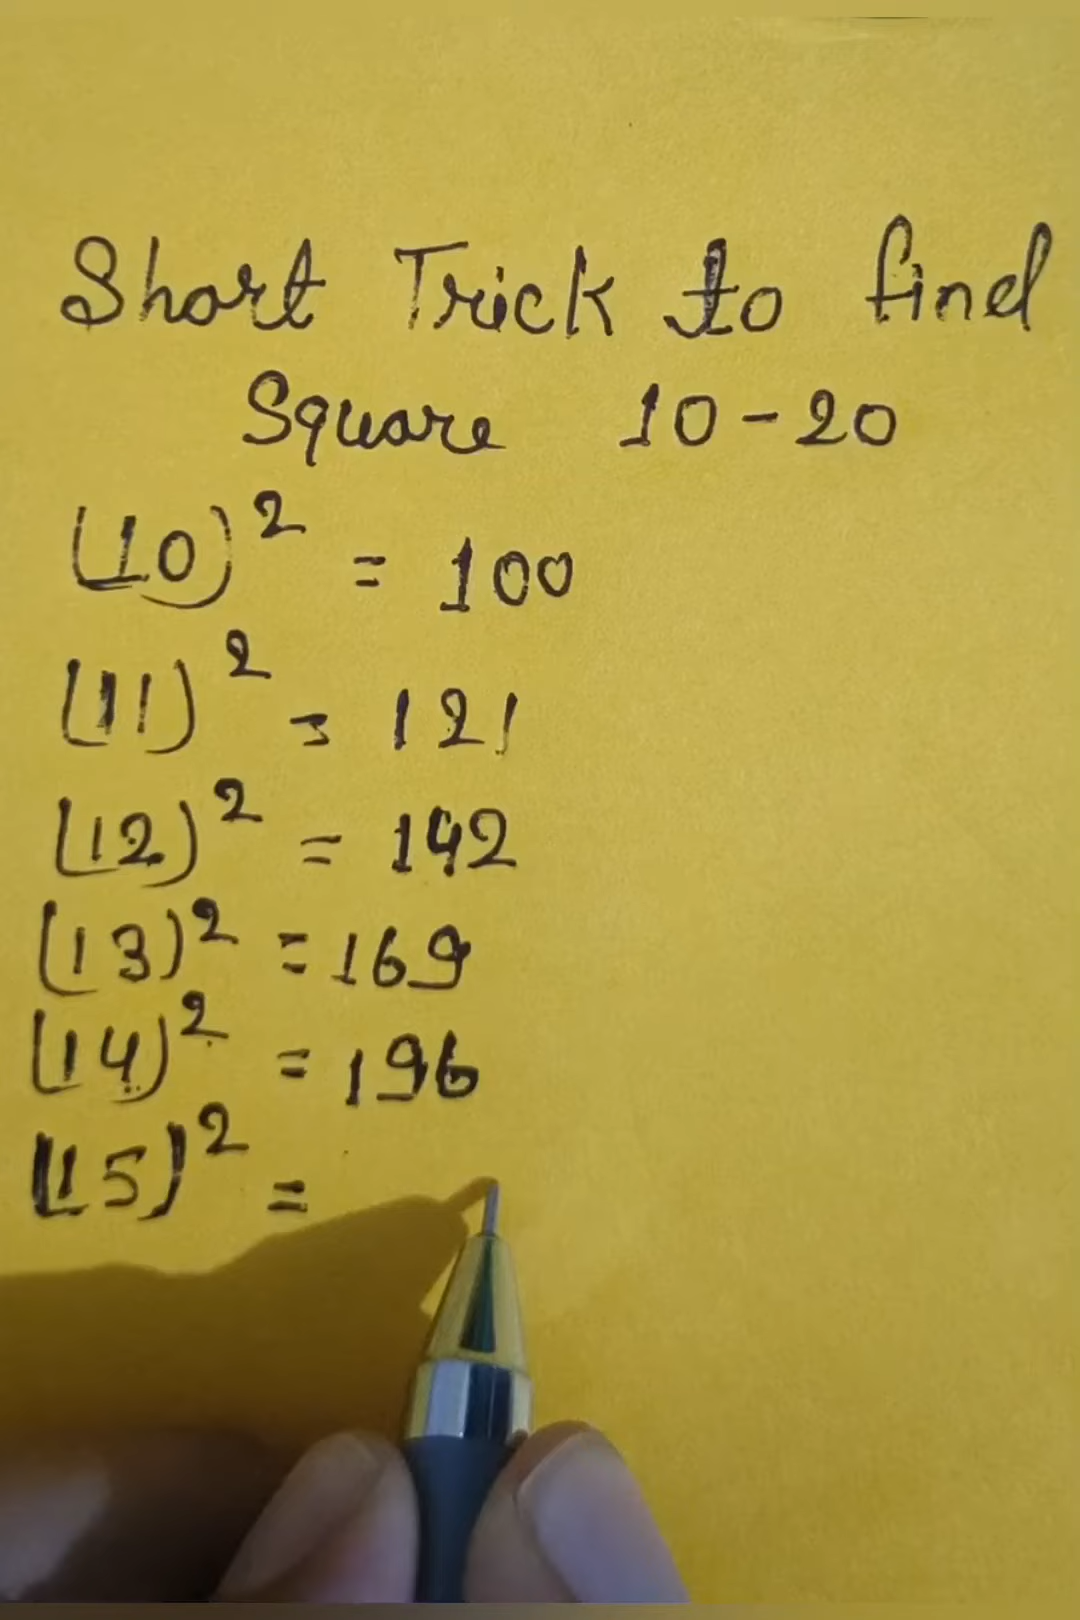 Short Trick to find
Square 10-20
(10)² = 100
(11)² = 121
(12)² = 142
(13)² = 169
(14)² = 196
(15)² =